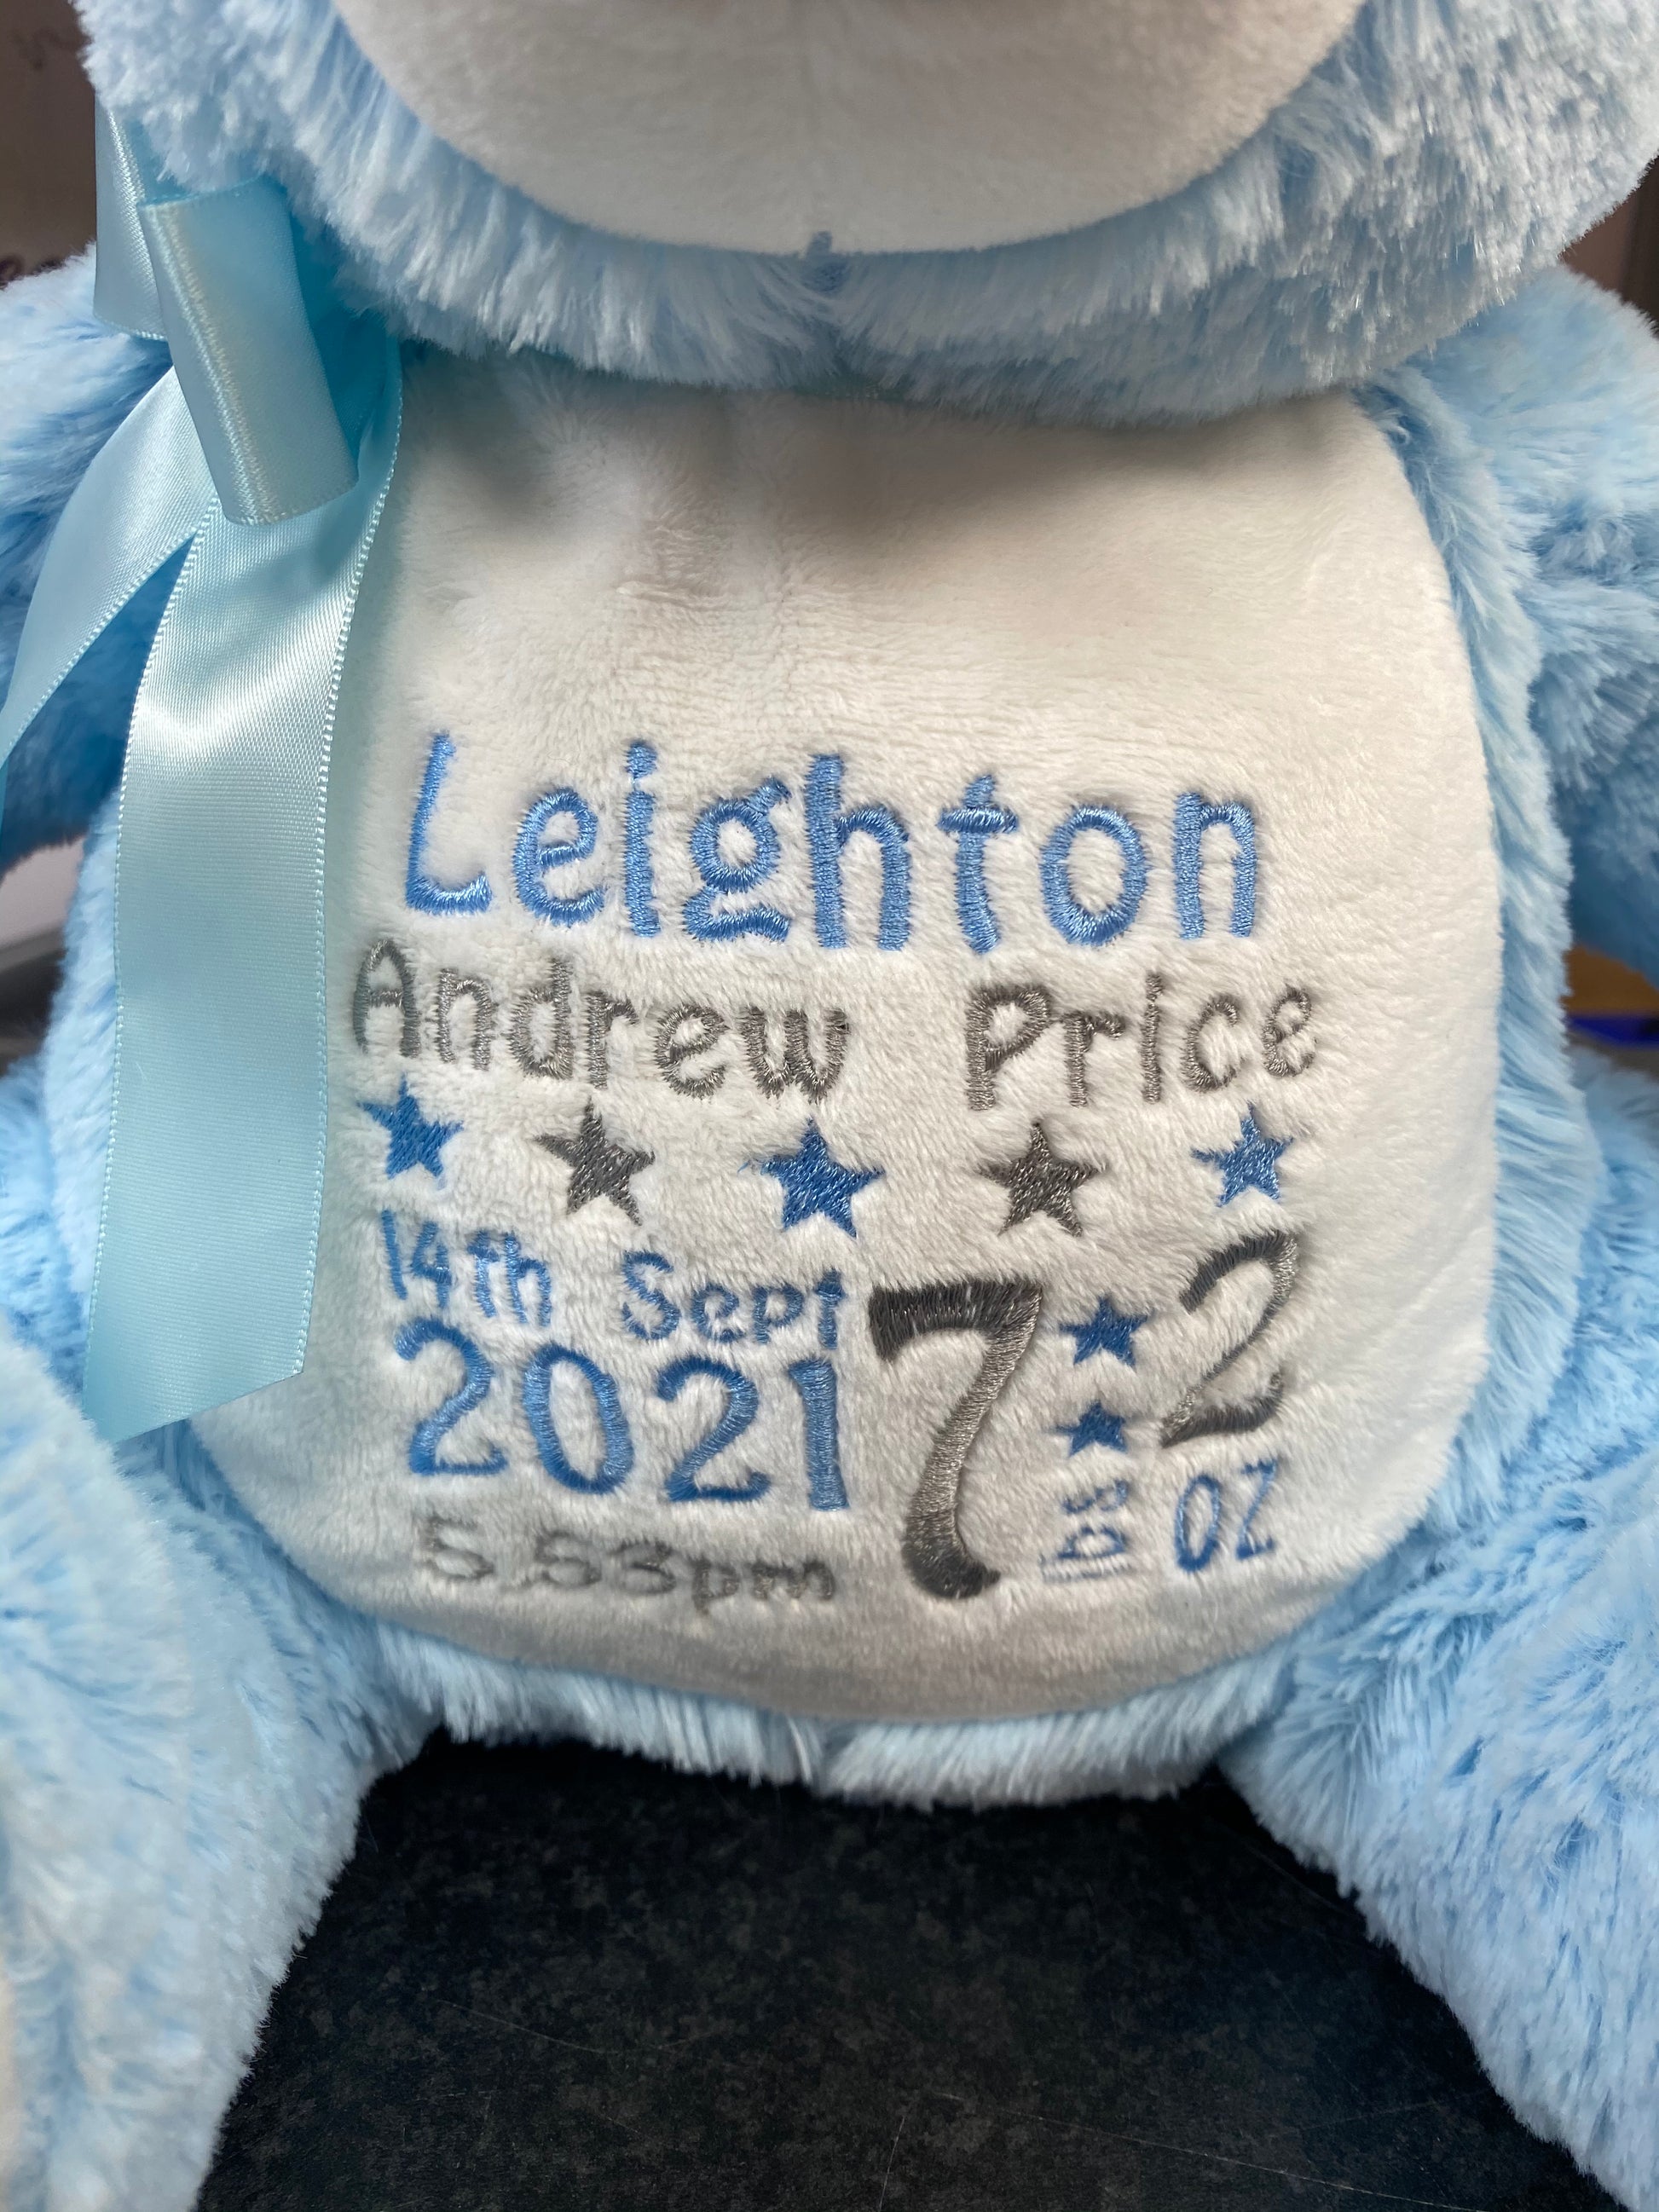 Leighton
Andrew Price
14th Sept
2021
5.53pm
7 lbs
2 oz